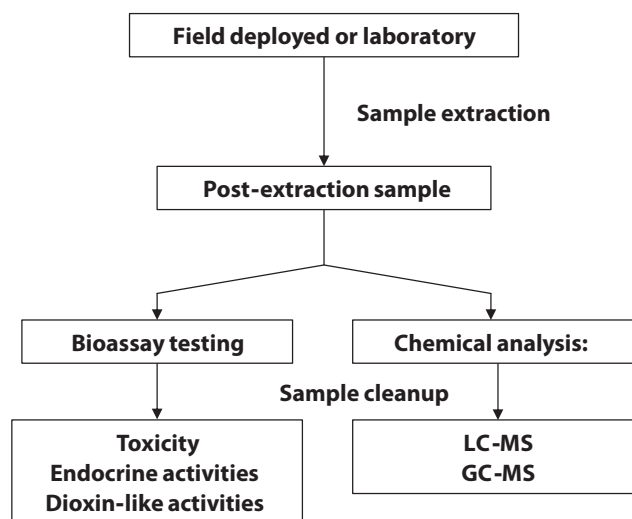 Field deployed or laboratory
Sample extraction
Post-extraction sample
Bioassay testing
Chemical analysis:
Sample cleanup
Toxicity
Endocrine activities
Dioxin-like activities
LC-MS
GC-MS